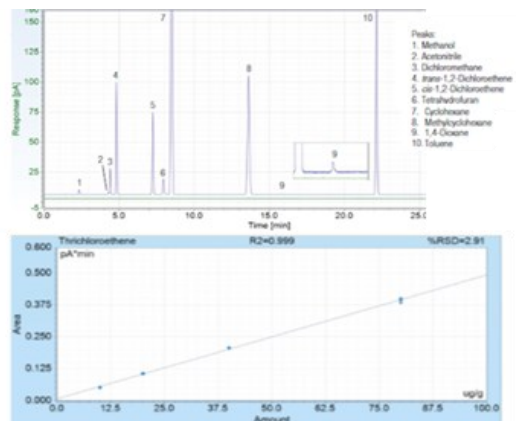 160
125
100
75
50
25
-5
Response [pA]
0.0
5.0
10.0
15.0
20.0
25.0
Time [min]
1
2
3
4
5
6
7
8
9
9
10
Peaks:
1. Methanol
2. Acetonitrile
3. Dichloromethane
4. trans-1,2-Dichloroethene
5. cis-1,2-Dichloroethene
6. Tetrahydrofuran
7. Cyclohexane
8. Methylcyclohexane
9. 1,4-Dioxane
10. Toluene
Thrichloroethene R2=0.999 %RSD=2.91
0.600
pA*min
0.375
0.250
0.125
0.000
Area
0.0 12.5 25.0 37.5 50.0 62.5 75.0 87.5 100.0
ug/g
Amount